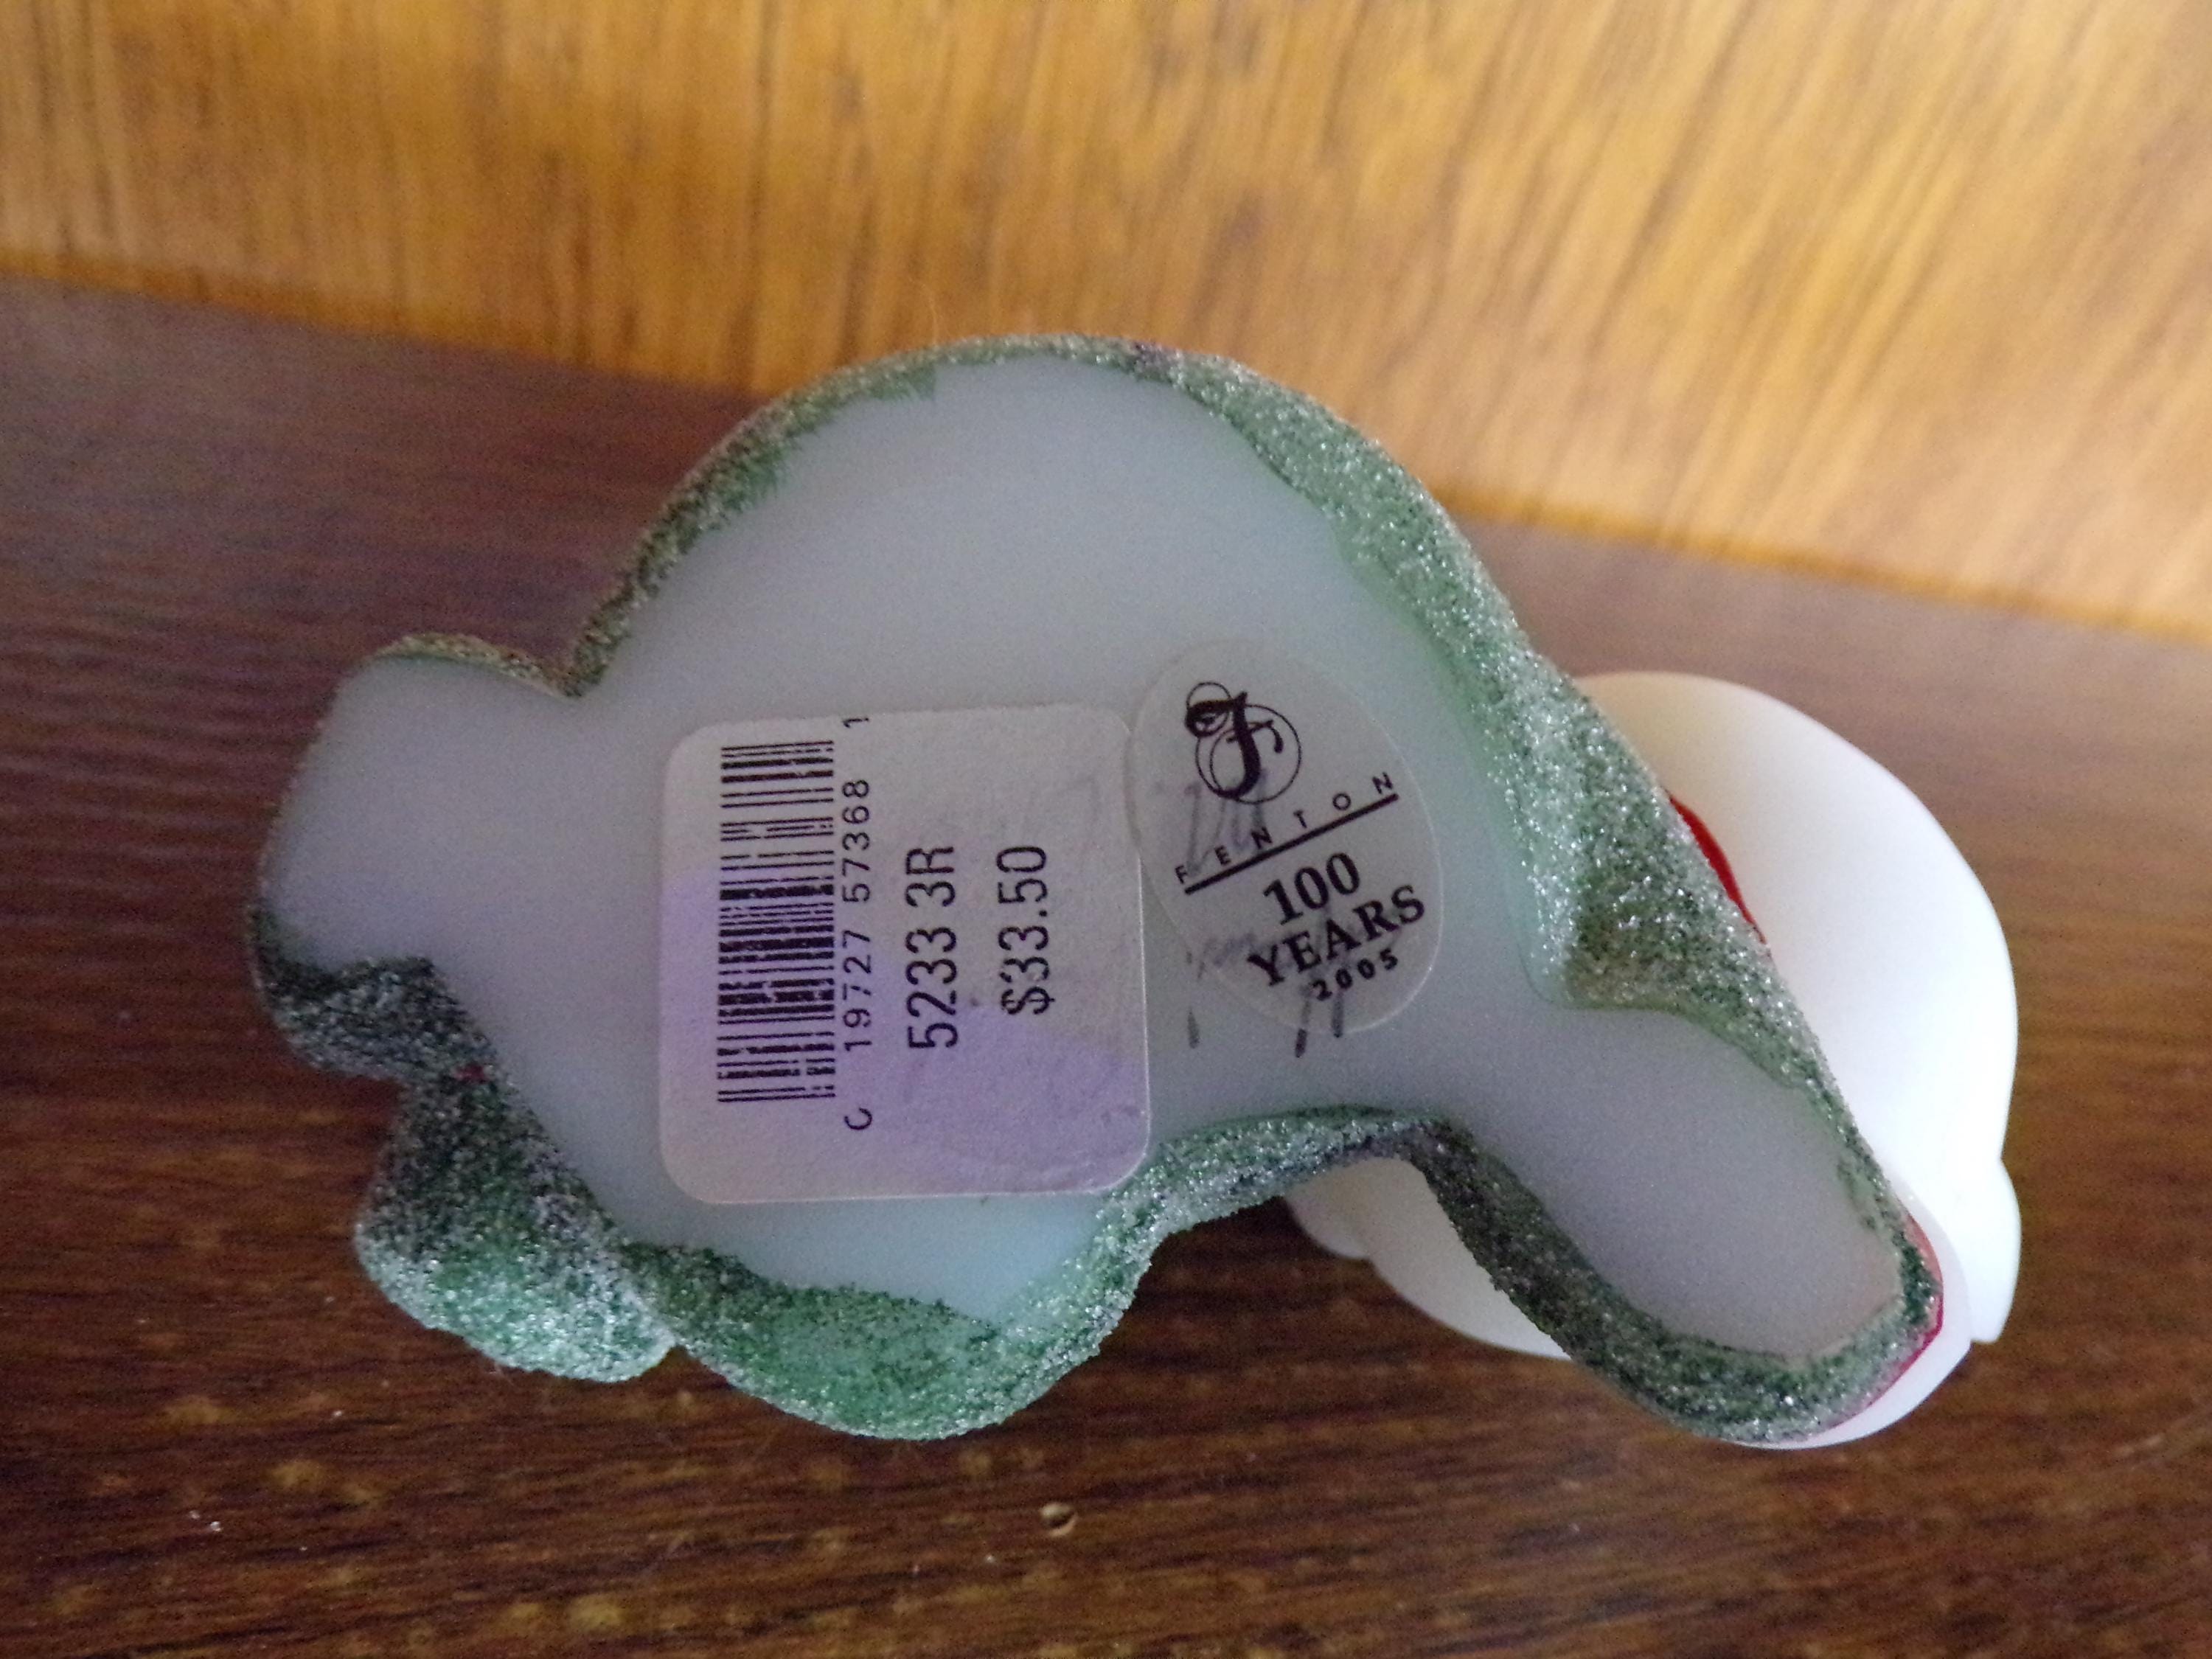 C 19727 57368 1
5233 3R
$33.50
F
FENTON
100
YEARS
2005